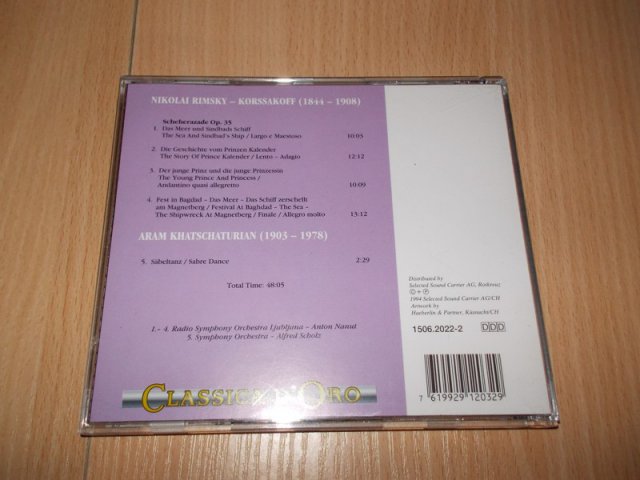 NIKOLAI RIMSKY – KORSSAKOFF (1844 – 1908)
Scheherazade Op. 35
1. Das Meer und Sindbads Schiff
The Sea And Sindbad's Ship / Largo e Maestoso 10:03
2. Die Geschichte vom Prinzen Kalender
The Story Of Prince Kalender / Lento – Adagio 12:12
3. Der junge Prinz und die junge Prinzessin
The Young Prince And Princess /
Andantino quasi allegretto 10:09
4. Fest in Bagdad – Das Meer – Das Schiff zerschellt
am Magnetberg / Festival At Baghdad – The Sea –
The Shipwreck At Magnetberg / Finale / Allegro molto 13:12
ARAM KHATSCHATURIAN (1903 – 1978)
5. Säbeltanz / Sabre Dance 2:29
Total Time: 48:05
1.- 4. Radio Symphony Orchestra Ljubljana – Anton Nanut
5. Symphony Orchestra – Alfred Scholz
CLASSICA D'ORO
Distributed by
Selected Sound Carrier AG, Rotkreuz
© + ℗
1994 Selected Sound Carrier AG/CH
Artwork by
Haeberlin & Partner, Küsnacht/CH
1506.2022-2 DDD
7 619929 120329